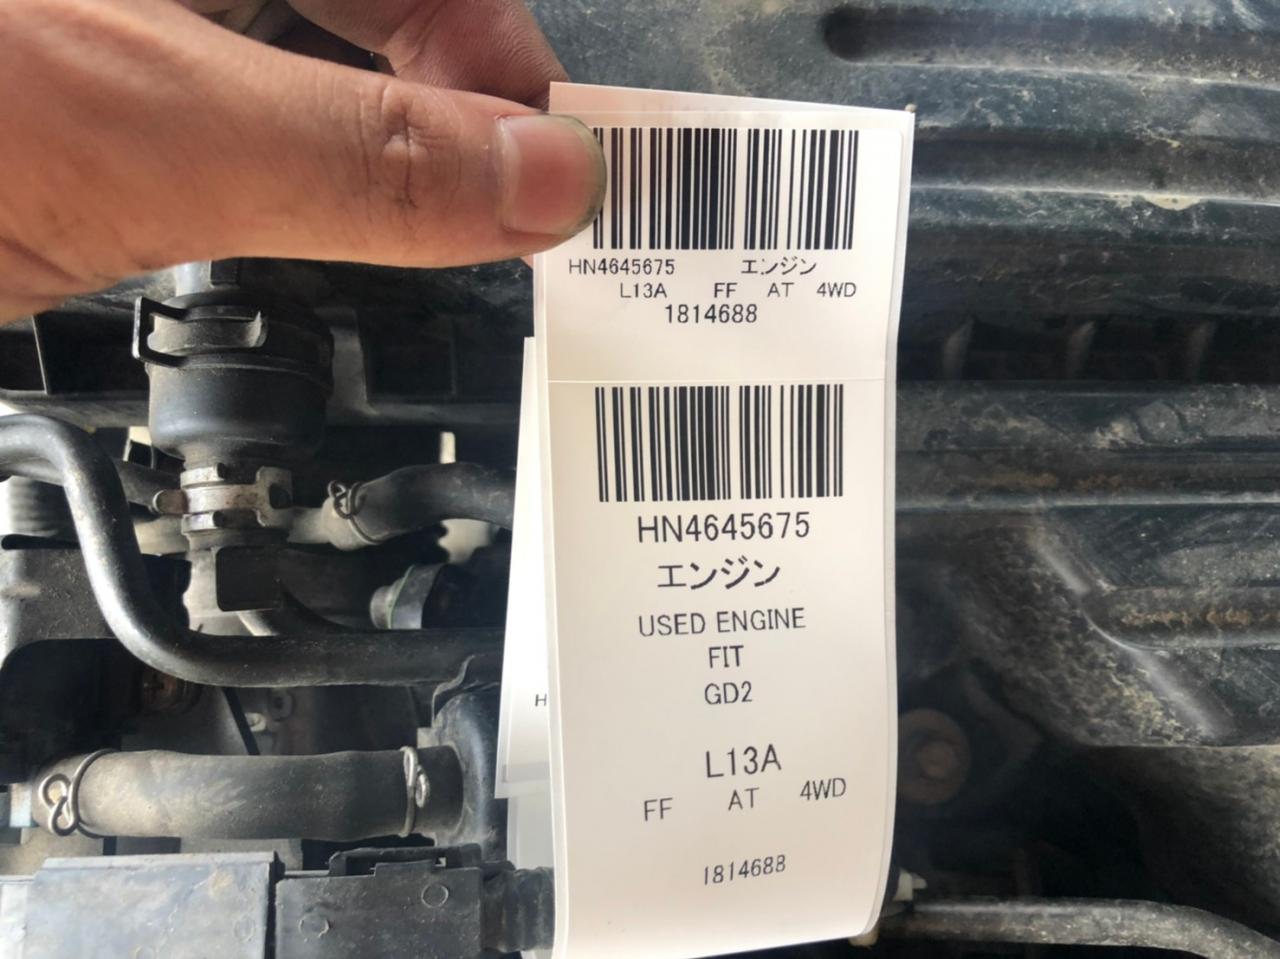 HN4645675 エンジン
L13A FF AT 4WD
1814688
HN4645675
エンジン
USED ENGINE
FIT
GD2
L13A
FF AT 4WD
1814688
H